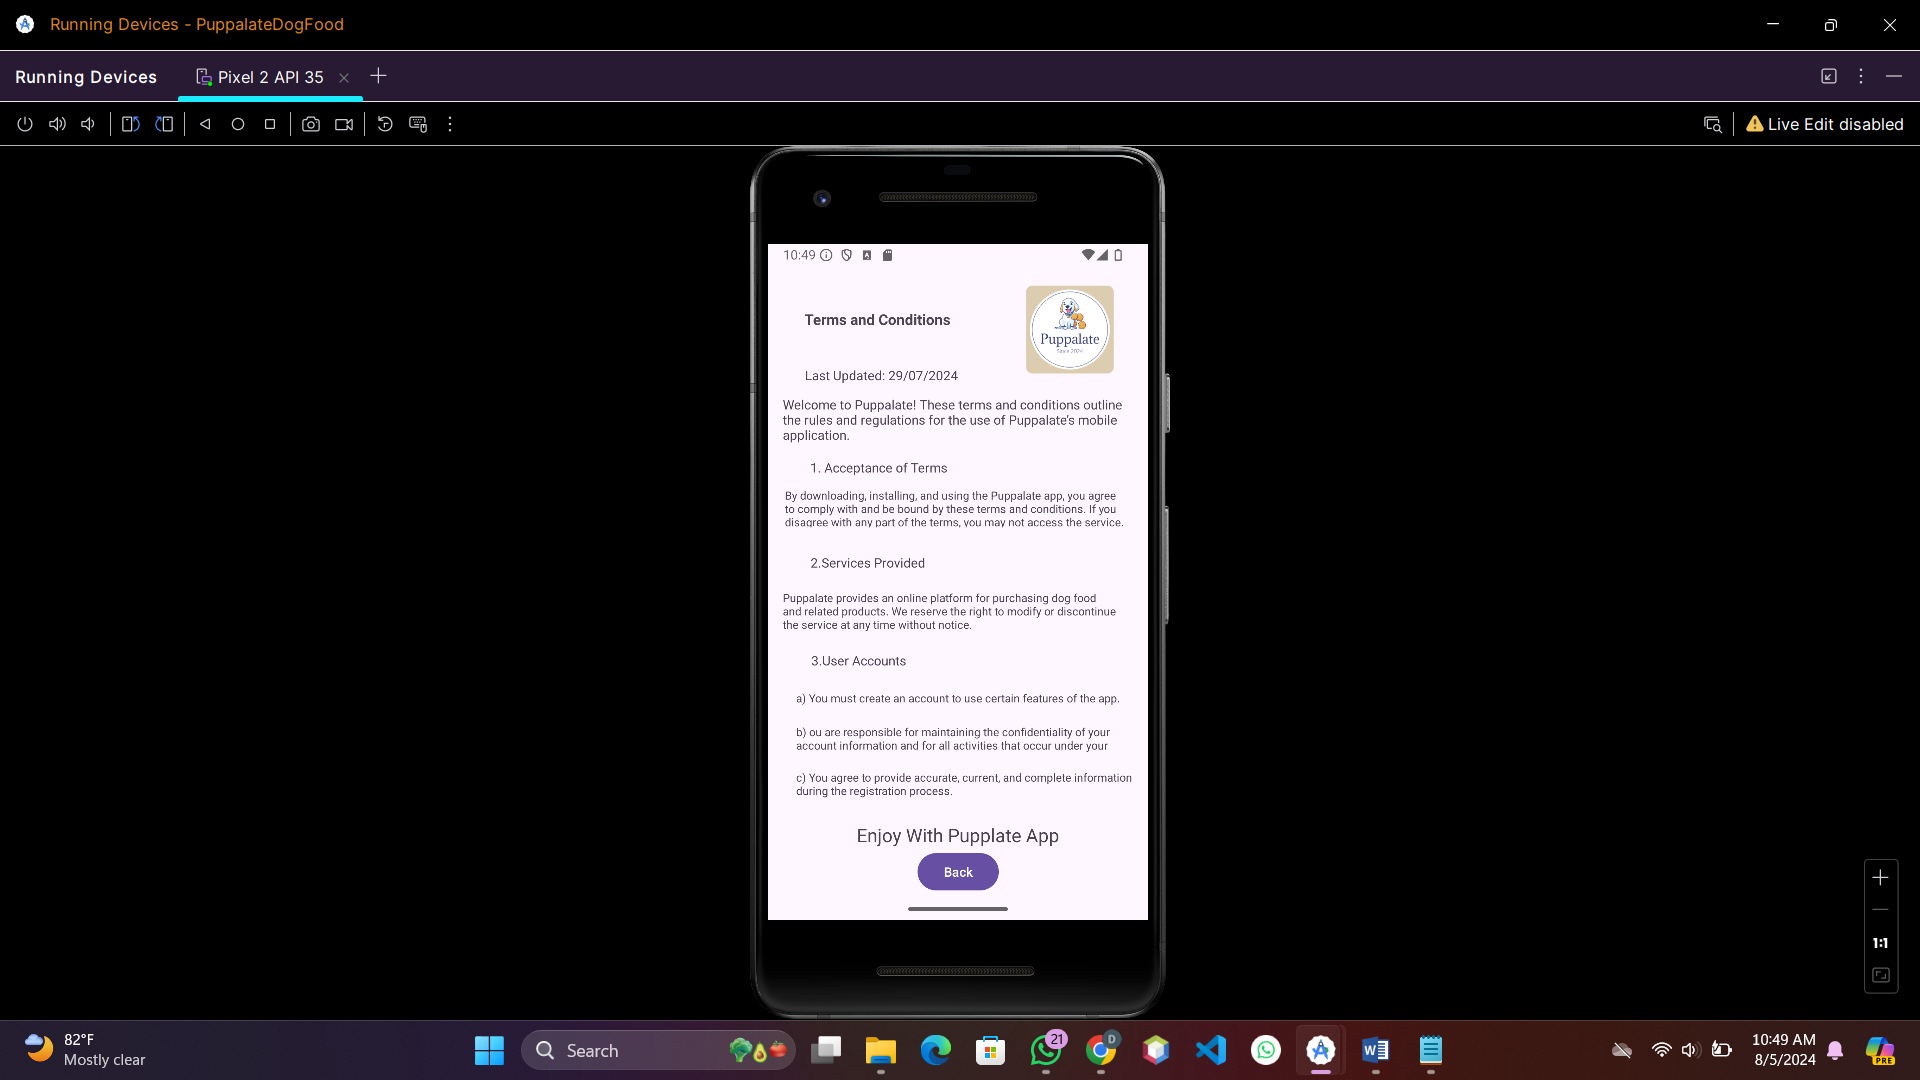 Running Devices - PuppalateDogFood
Running Devices
Pixel 2 API 35
Live Edit disabled
10:49
Terms and Conditions
Puppalate
Since 2024
Last Updated: 29/07/2024
Welcome to Puppalate! These terms and conditions outline
the rules and regulations for the use of Puppalate's mobile
application.
1. Acceptance of Terms
By downloading, installing, and using the Puppalate app, you agree
to comply with and be bound by these terms and conditions. If you
disagree with any part of the terms, you may not access the service.
2.Services Provided
Puppalate provides an online platform for purchasing dog food
and related products. We reserve the right to modify or discontinue
the service at any time without notice.
3.User Accounts
a) You must create an account to use certain features of the app.
b) ou are responsible for maintaining the confidentiality of your
account information and for all activities that occur under your
c) You agree to provide accurate, current, and complete information
during the registration process.
Enjoy With Pupplate App
Back
1:1
82°F
Mostly clear
Search
21
D
10:49 AM
8/5/2024
PRE